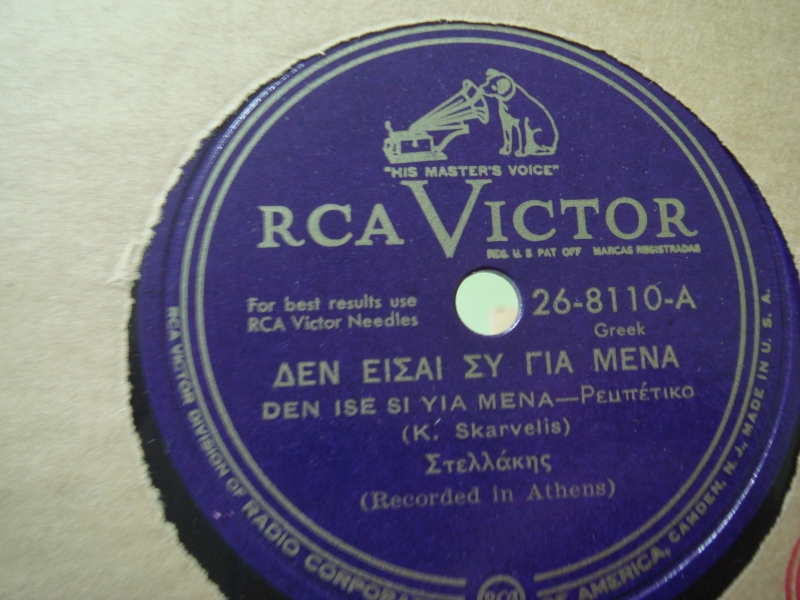 "HIS MASTER'S VOICE"
RCA VICTOR
REG. U. S PAT OFF MARCAS REGISTRADAS
For best results use
RCA Victor Needles
26-8110-A
Greek
ΔΕΝ ΕΙΣΑΙ ΣΥ ΓΙΑ ΜΕΝΑ
DEN ISE SI YIA MENA—Ρεμπέτικο
(K. Skarvelis)
Στελλάκης
(Recorded in Athens)
RCA VICTOR DIVISION OF RADIO CORPORA
OF AMERICA, CAMDEN, N. J., MADE IN U. S. A.
RCA